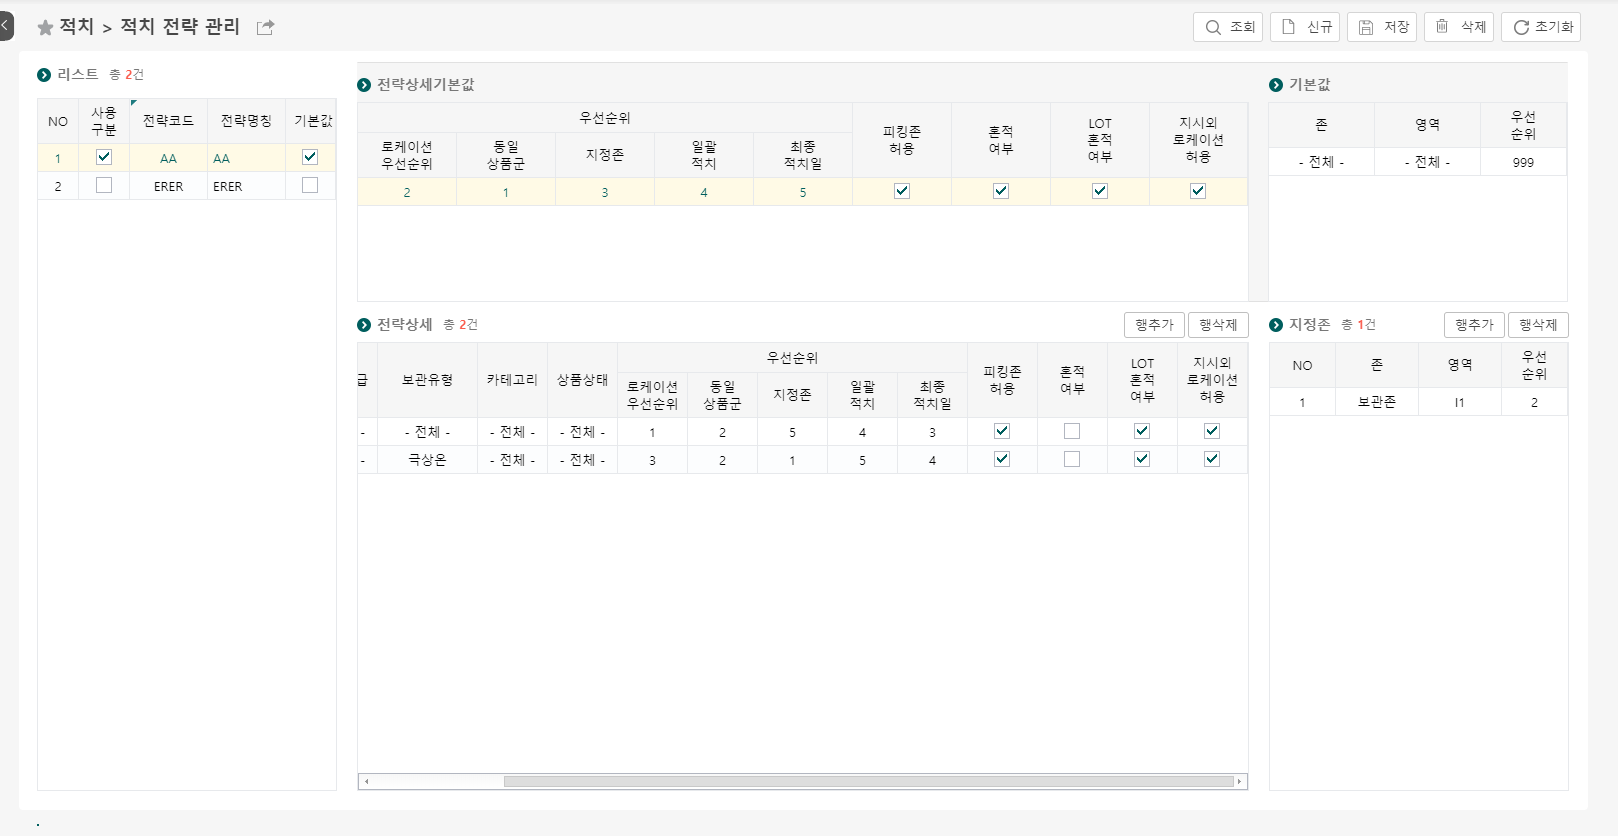 적치 > 적치 전략 관리
조회 신규 저장 삭제 초기화
리스트 총 2건
NO 사용구분 전략코드 전략명칭 기본값
1 AA AA
2 ERER ERER
전략상세기본값
우선순위
로케이션 우선순위 동일 상품군 지정존 일괄 적치 최종 적치일 피킹존 허용 혼적 여부 LOT 혼적 여부 지시외 로케이션 허용
2 1 3 4 5
기본값
존 영역 우선 순위
- 전체 - - 전체 - 999
전략상세 총 2건 행추가 행삭제
급 보관유형 카테고리 상품상태 우선순위
로케이션 우선순위 동일 상품군 지정존 일괄 적치 최종 적치일 피킹존 허용 혼적 여부 LOT 혼적 여부 지시외 로케이션 허용
- - 전체 - - 전체 - - 전체 - 1 2 5 4 3
- 극상온 - 전체 - - 전체 - 3 2 1 5 4
지정존 총 1건 행추가 행삭제
NO 존 영역 우선 순위
1 보관존 I1 2